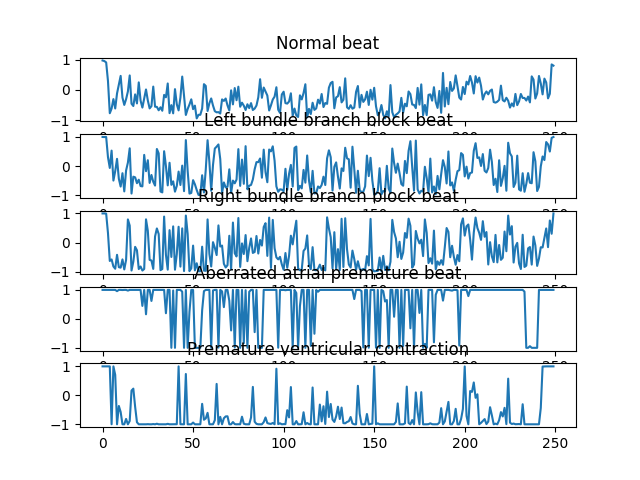 Normal beat
1
0
−1
Left bundle branch block beat
1
0
−1
Right bundle branch block beat
1
0
−1
Aberrated atrial premature beat
1
0
−1
Premature ventricular contraction
1
0
−1
0 50 100 150 200 250